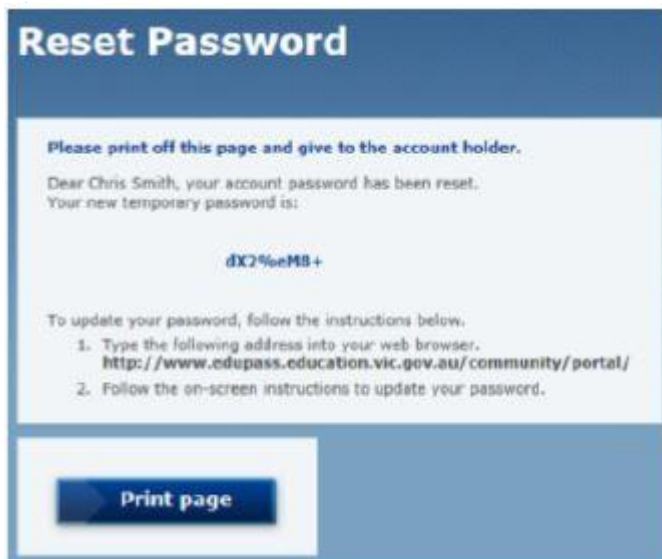 Reset Password
Please print off this page and give to the account holder.
Dear Chris Smith, your account password has been reset.
Your new temporary password is:
dX2%eM8+
To update your password, follow the instructions below.
1. Type the following address into your web browser.
http://www.edupass.education.vic.gov.au/community/portal/
2. Follow the on-screen instructions to update your password.
Print page